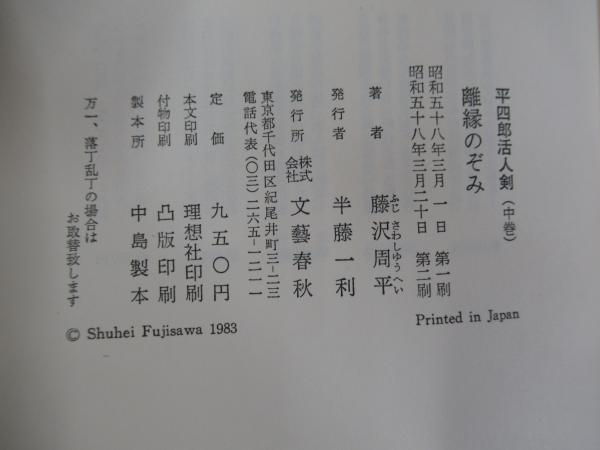 平四郎活人剣（中巻）
離縁のぞみ
昭和五十八年三月 一日 第一刷
昭和五十八年三月二十日 第二刷
著者 藤沢周平
ふじ さわ しゆう へい
発行者 半藤一利
発行所 株式会社 文藝春秋
東京都千代田区紀尾井町三-二三
電話代表(〇三)二六五-一二一一
定価 九五〇円
本文印刷 理想社印刷
付物印刷 凸版印刷
製本所 中島製本
万一、落丁乱丁の場合は
お取替致します
Printed in Japan
© Shuhei Fujisawa 1983